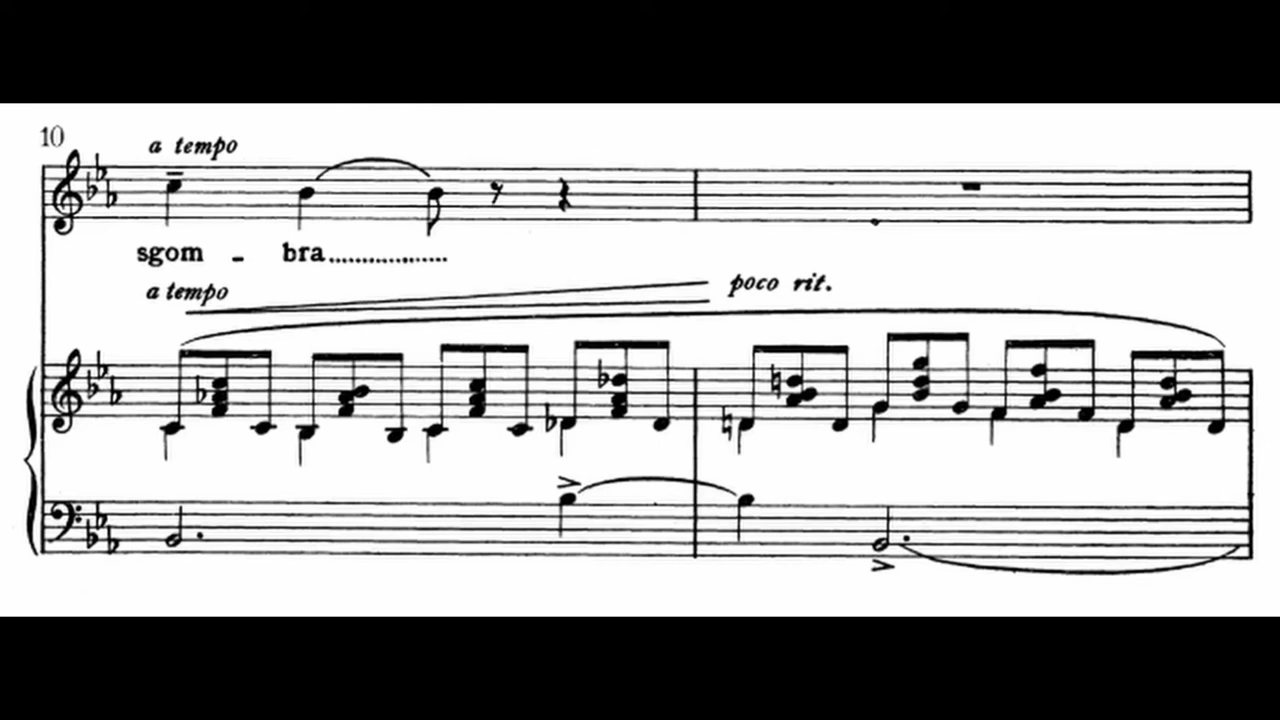 10
a tempo
sgom - bra..................
a tempo
poco rit.